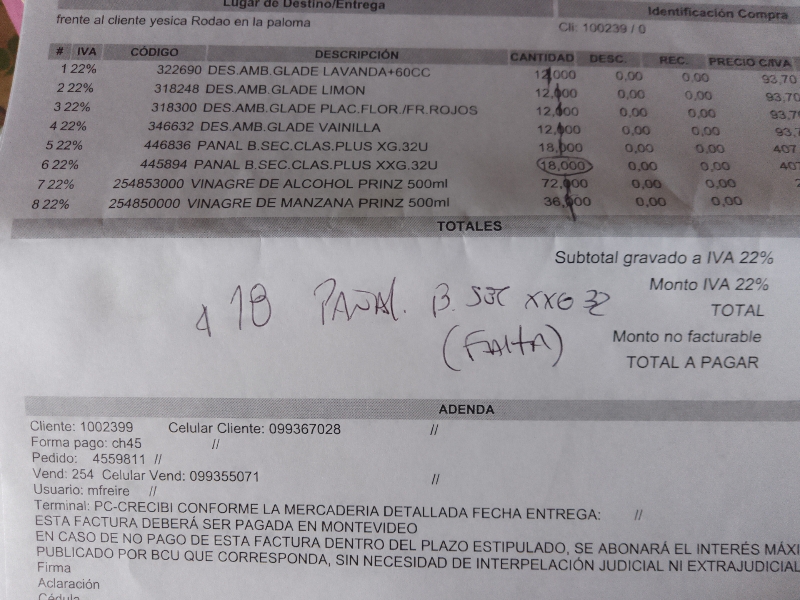 Lugar de Destino/Entrega Identificación Compra
frente al cliente yesica Rodao en la paloma Cli: 100239 / 0
# IVA CÓDIGO DESCRIPCIÓN CANTIDAD DESC. REC. PRECIO C/IVA
1 22% 322690 DES.AMB.GLADE LAVANDA+60CC 12,000 0,00 0,00 93,70
2 22% 318248 DES.AMB.GLADE LIMON 12,000 0,00 0,00 93,70
3 22% 318300 DES.AMB.GLADE PLAC.FLOR./FR.ROJOS 12,000 0,00 0,00 93,7
4 22% 346632 DES.AMB.GLADE VAINILLA 12,000 0,00 0,00 93,7
5 22% 446836 PANAL B.SEC.CLAS.PLUS XG.32U 18,000 0,00 0,00 407
6 22% 445894 PANAL B.SEC.CLAS.PLUS XXG.32U 18,000 0,00 0,00 407
7 22% 254853000 VINAGRE DE ALCOHOL PRINZ 500ml 72,000 0,00 0,00
8 22% 254850000 VINAGRE DE MANZANA PRINZ 500ml 36,000 0,00 0,00
TOTALES
Subtotal gravado a IVA 22%
Monto IVA 22%
TOTAL
Monto no facturable
TOTAL A PAGAR
18 PAÑAL. B. SEC XXG 32
(FALTA)
ADENDA
Cliente: 1002399 Celular Cliente: 099367028 //
Forma pago: ch45 //
Pedido: 4559811 //
Vend: 254 Celular Vend: 099355071 //
Usuario: mfreire //
Terminal: PC-CRECIBI CONFORME LA MERCADERIA DETALLADA FECHA ENTREGA: //
ESTA FACTURA DEBERÁ SER PAGADA EN MONTEVIDEO
EN CASO DE NO PAGO DE ESTA FACTURA DENTRO DEL PLAZO ESTIPULADO, SE ABONARÁ EL INTERÉS MÁXI
PUBLICADO POR BCU QUE CORRESPONDA, SIN NECESIDAD DE INTERPELACIÓN JUDICIAL NI EXTRAJUDICIAL
Firma
Aclaración
Cédula